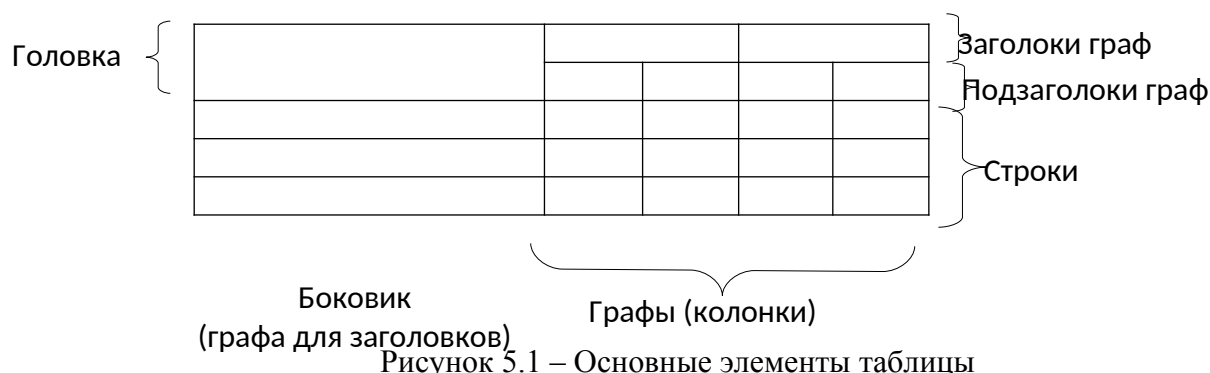 Головка
Заголоки граф
Подзаголоки граф
Строки
Боковик
(графа для заголовков)
Графы (колонки)
Рисунок 5.1 – Основные элементы таблицы